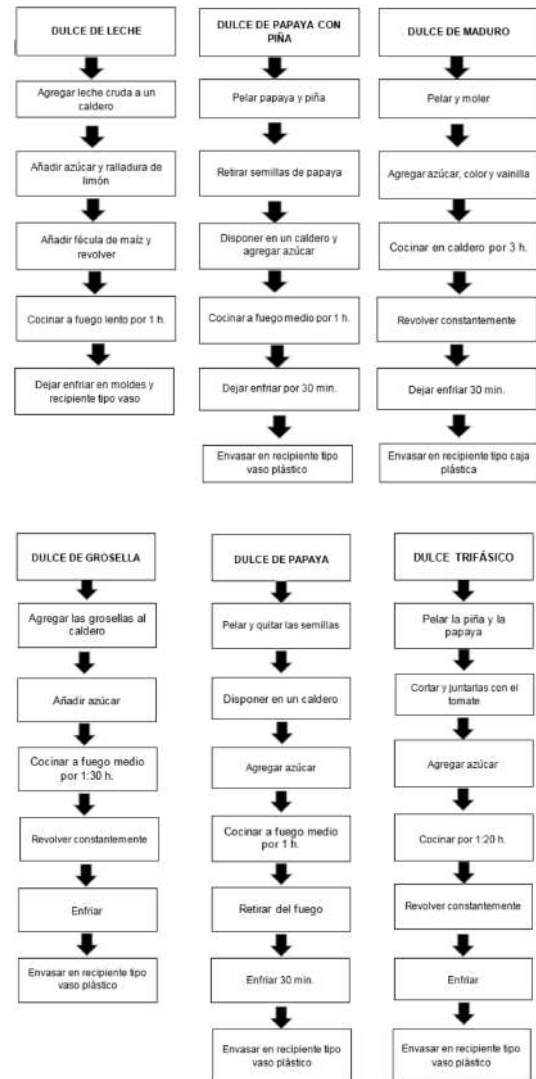 DULCE DE LECHE
Agregar leche cruda a un
caldero
Añadir azúcar y ralladura de
limón
Añadir fécula de maíz y
revolver
Cocinar a fuego lento por 1 h.
Dejar enfriar en moldes y
recipiente tipo vaso
DULCE DE PAPAYA CON
PIÑA
Pelar papaya y piña
Retirar semillas de papaya
Disponer en un caldero y
agregar azúcar
Cocinar a fuego medio por 1 h.
Dejar enfriar por 30 min.
Envasar en recipiente tipo
vaso plástico
DULCE DE MADURO
Pelar y moler
Agregar azúcar, color y vainilla
Cocinar en caldero por 3 h.
Revolver constantemente
Dejar enfriar 30 min.
Envasar en recipiente tipo caja
plástica
DULCE DE GROSELLA
Agregar las grosellas al
caldero
Añadir azúcar
Cocinar a fuego medio
por 1:30 h.
Revolver constantemente
Enfriar
Envasar en recipiente tipo
vaso plástico
DULCE DE PAPAYA
Pelar y quitar las semillas
Disponer en un caldero
Agregar azúcar
Cocinar a fuego medio
por 1 h.
Retirar del fuego
Enfriar 30 min.
Envasar en recipiente tipo
vaso plástico
DULCE TRIFÁSICO
Pelar la piña y la
papaya
Cortar y juntarlas con el
tomate
Agregar azúcar
Cocinar por 1:20 h.
Revolver constantemente
Enfriar
Envasar en recipiente tipo
vaso plástico